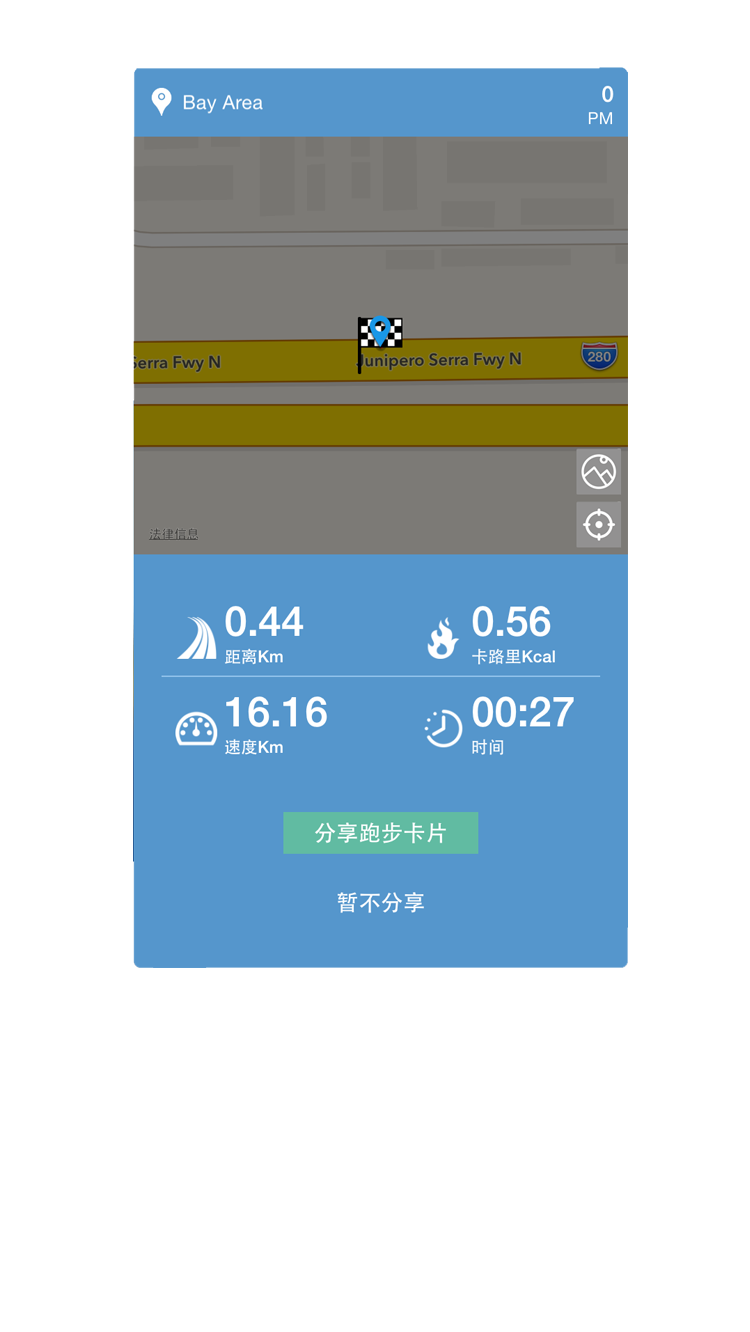 Bay Area
0
PM
Serra Fwy N
Junipero Serra Fwy N
280
法律信息
0.44
距离Km
0.56
卡路里Kcal
16.16
速度Km
00:27
时间
分享跑步卡片
暂不分享